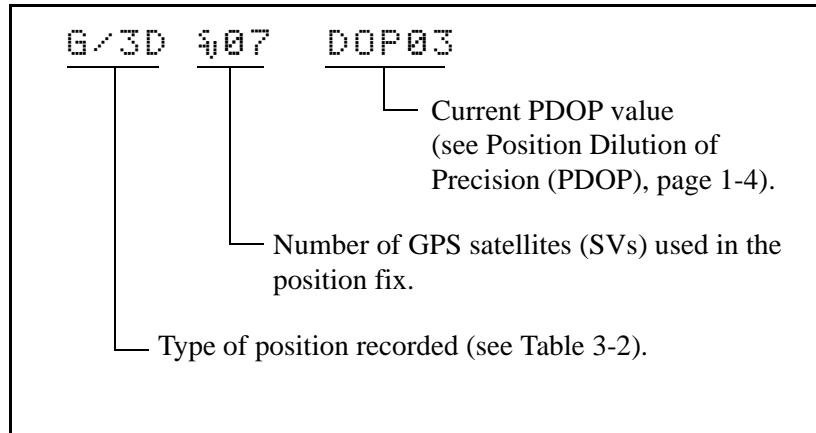 G/3D SV07 DOP03
Current PDOP value
(see Position Dilution of
Precision (PDOP), page 1-4).
Number of GPS satellites (SVs) used in the
position fix.
Type of position recorded (see Table 3-2).